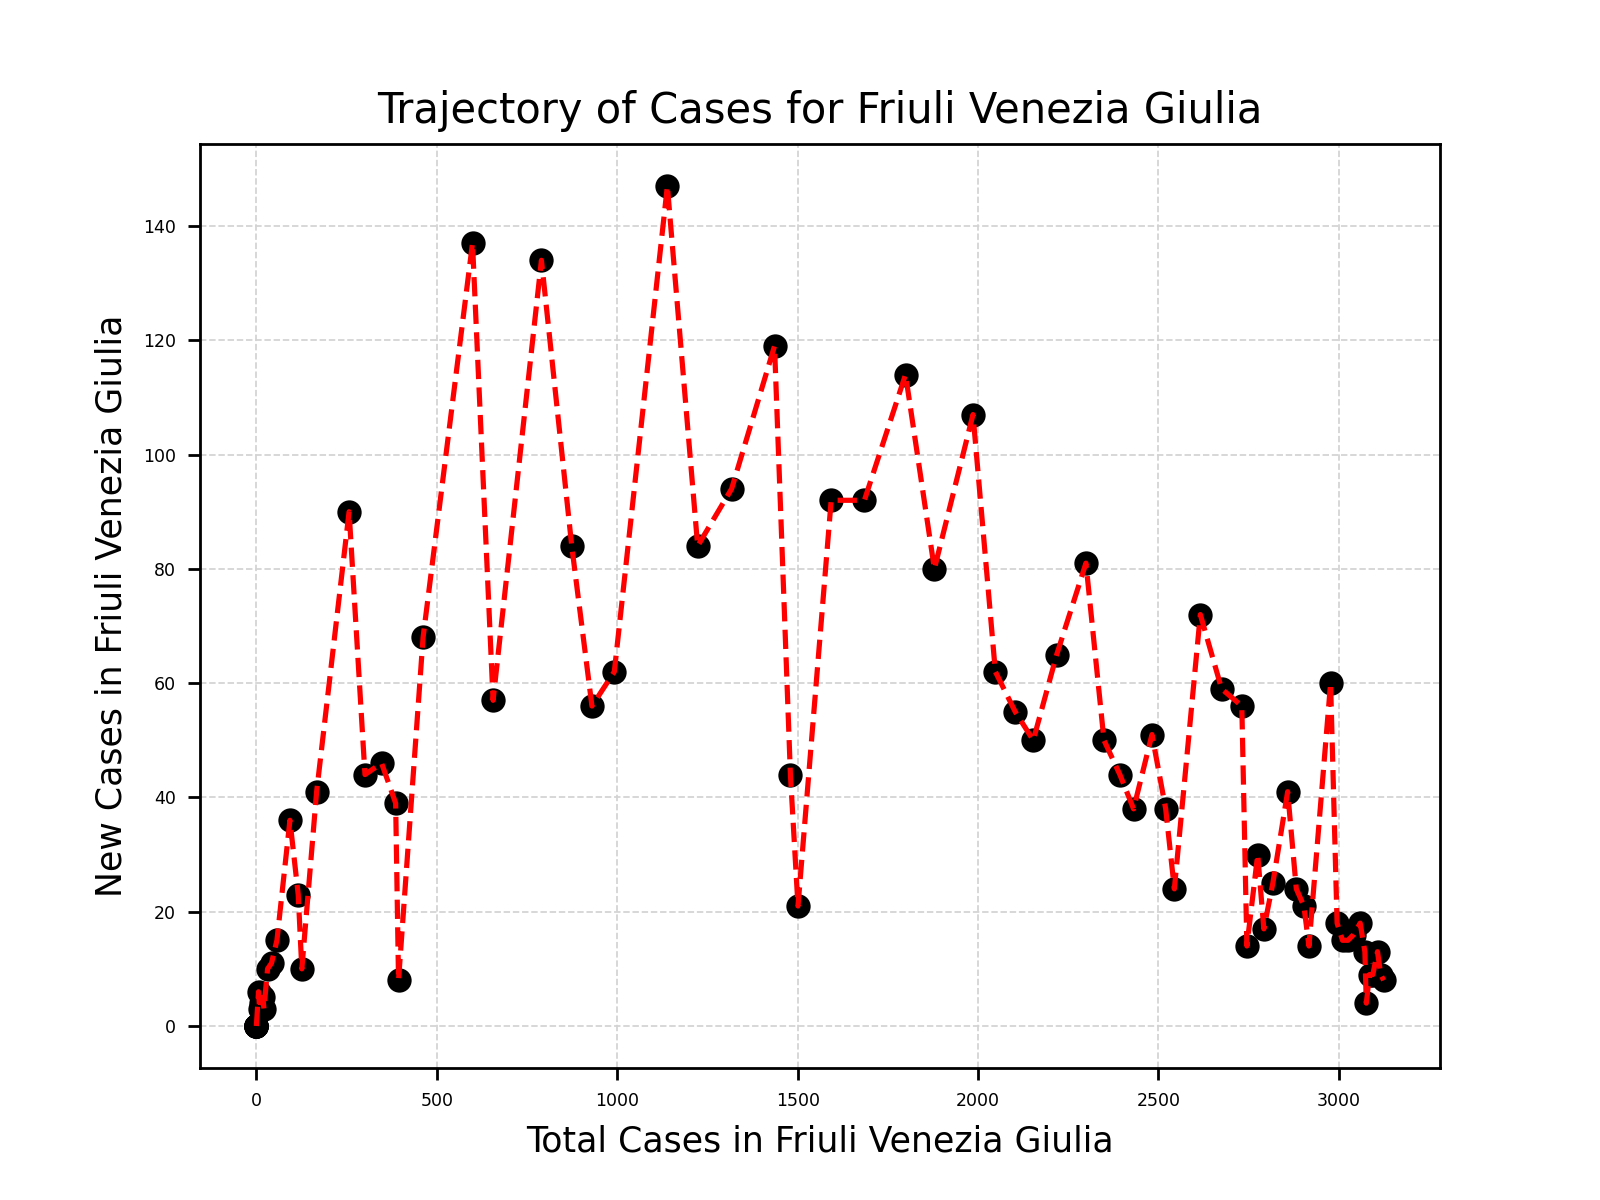 Trajectory of Cases for Friuli Venezia Giulia
New Cases in Friuli Venezia Giulia
140
120
100
80
60
40
20
0
0 500 1000 1500 2000 2500 3000
Total Cases in Friuli Venezia Giulia